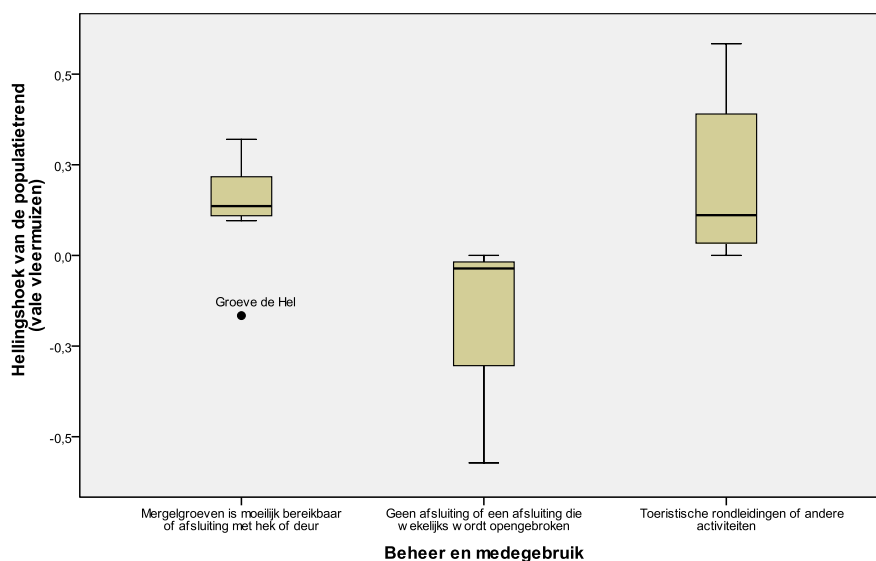 Hellingshoek van de populatietrend
(vale vleermuizen)
0,5
0,3
0,0
-0,3
-0,5
Groeve de Hel
Mergelgroeven is moeilijk bereikbaar
of afsluiting met hek of deur
Geen afsluiting of een afsluiting die
wekelijks wordt opengebroken
Toeristische rondleidingen of andere
activiteiten
Beheer en medegebruik